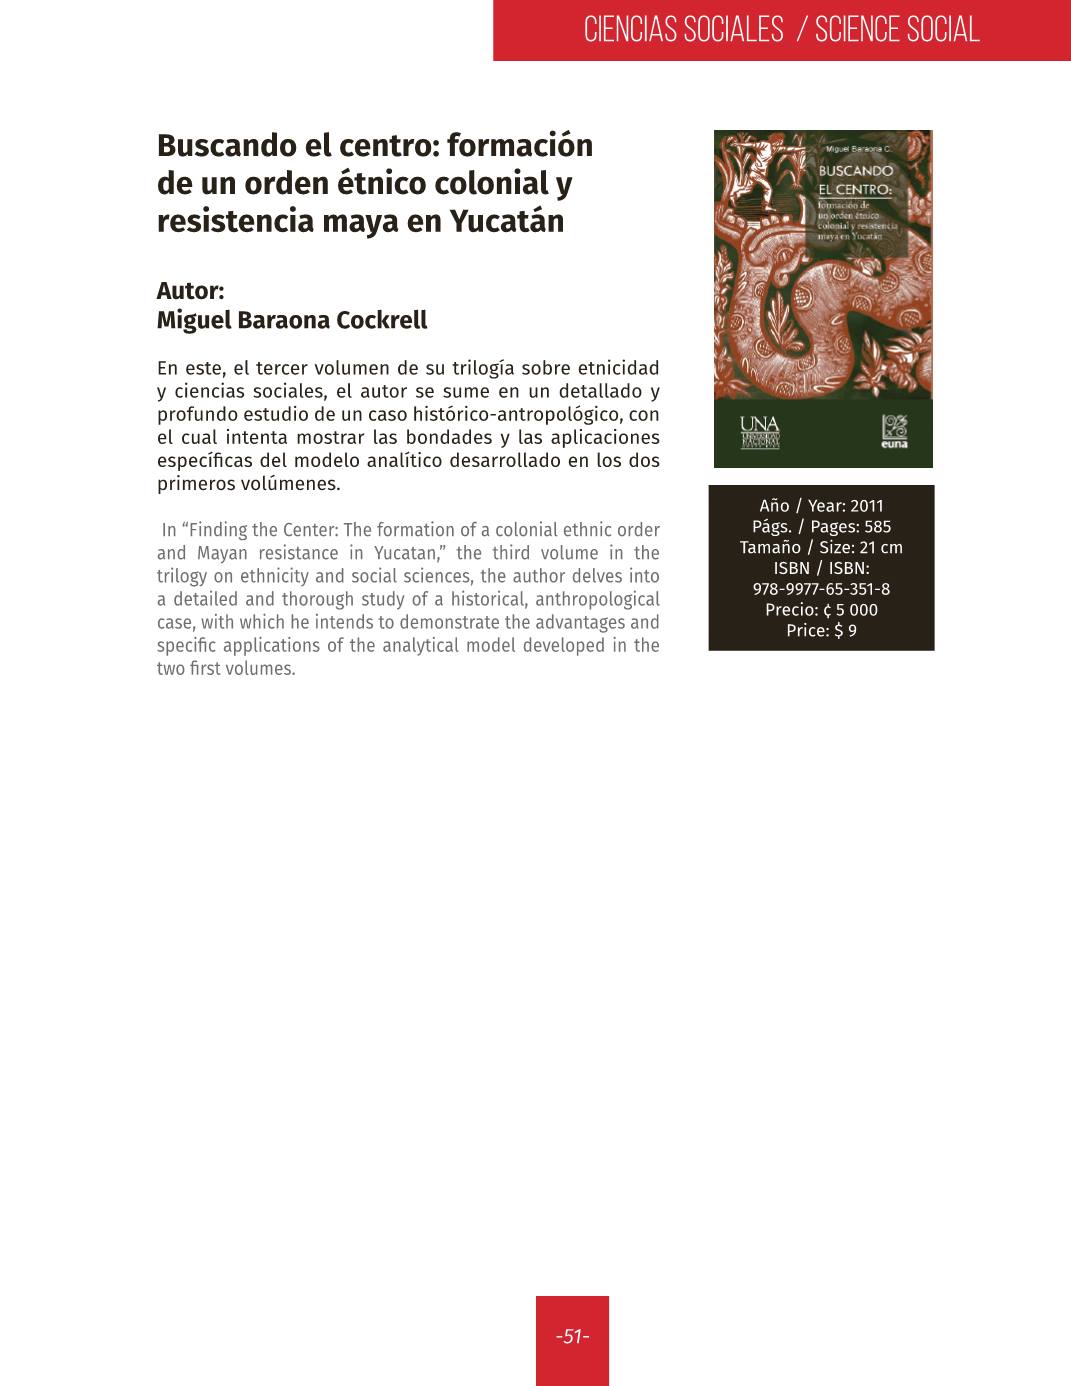 CIENCIAS SOCIALES / SCIENCE SOCIAL
Buscando el centro: formación
de un orden étnico colonial y
resistencia maya en Yucatán
Autor:
Miguel Baraona Cockrell
En este, el tercer volumen de su trilogía sobre etnicidad
y ciencias sociales, el autor se sume en un detallado y
profundo estudio de un caso histórico-antropológico, con
el cual intenta mostrar las bondades y las aplicaciones
específicas del modelo analítico desarrollado en los dos
primeros volúmenes.
In “Finding the Center: The formation of a colonial ethnic order
and Mayan resistance in Yucatan,” the third volume in the
trilogy on ethnicity and social sciences, the author delves into
a detailed and thorough study of a historical, anthropological
case, with which he intends to demonstrate the advantages and
specific applications of the analytical model developed in the
two first volumes.
Miguel Baraona C.
BUSCANDO
EL CENTRO:
formación de
un orden étnico
colonial y resistencia
maya en Yucatán
UNA
UNIVERSIDAD
NACIONAL
euna
Año / Year: 2011
Págs. / Pages: 585
Tamaño / Size: 21 cm
ISBN / ISBN:
978-9977-65-351-8
Precio: ¢ 5 000
Price: $ 9
-51-